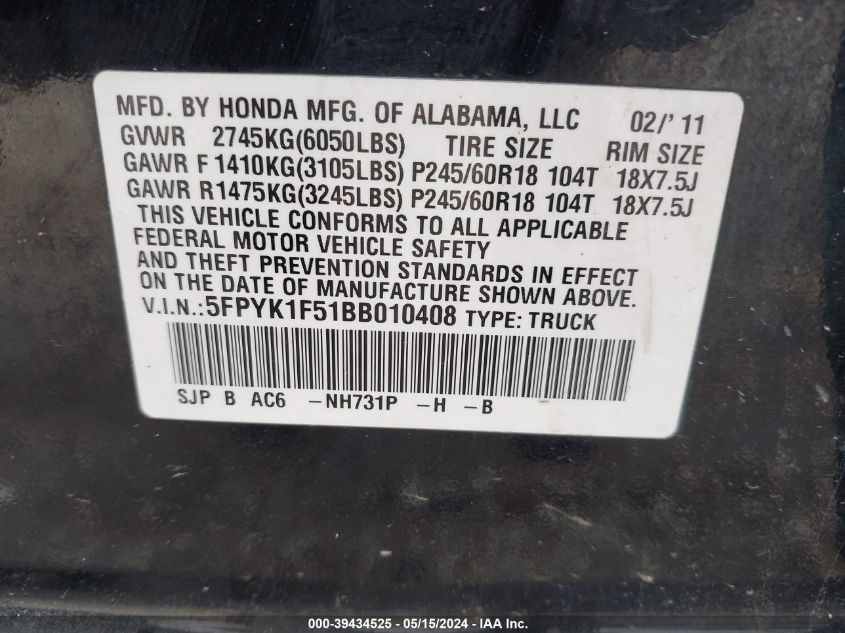 MFD. BY HONDA MFG. OF ALABAMA, LLC 02/'11
GVWR 2745KG(6050LBS) TIRE SIZE RIM SIZE
GAWR F 1410KG(3105LBS) P245/60R18 104T 18X7.5J
GAWR R1475KG(3245LBS) P245/60R18 104T 18X7.5J
THIS VEHICLE CONFORMS TO ALL APPLICABLE
FEDERAL MOTOR VEHICLE SAFETY
AND THEFT PREVENTION STANDARDS IN EFFECT
ON THE DATE OF MANUFACTURE SHOWN ABOVE.
V.I.N.:5FPYK1F51BB010408 TYPE: TRUCK
SJP B AC6 -NH731P -H -B
000-39434525 - 05/15/2024 - IAA Inc.